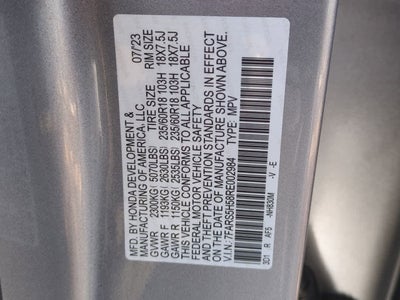 MFD. BY HONDA DEVELOPMENT & 07/23
MANUFACTURING OF AMERICA, LLC
TIRE SIZE RIM SIZE
GVWR 2300KG( 5070LBS)
GAWR F 1193KG( 2630LBS) 235/60R18 103H 18X7.5J
GAWR R 1150KG( 2535LBS) 235/60R18 103H 18X7.5J
THIS VEHICLE CONFORMS TO ALL APPLICABLE
FEDERAL MOTOR VEHICLE SAFETY
AND THEFT PREVENTION STANDARDS IN EFFECT
ON THE DATE OF MANUFACTURE SHOWN ABOVE.
V.I.N.: 7FARS5H58RE002984 TYPE: MPV
3D1 R AF5 -NH830M -V -E